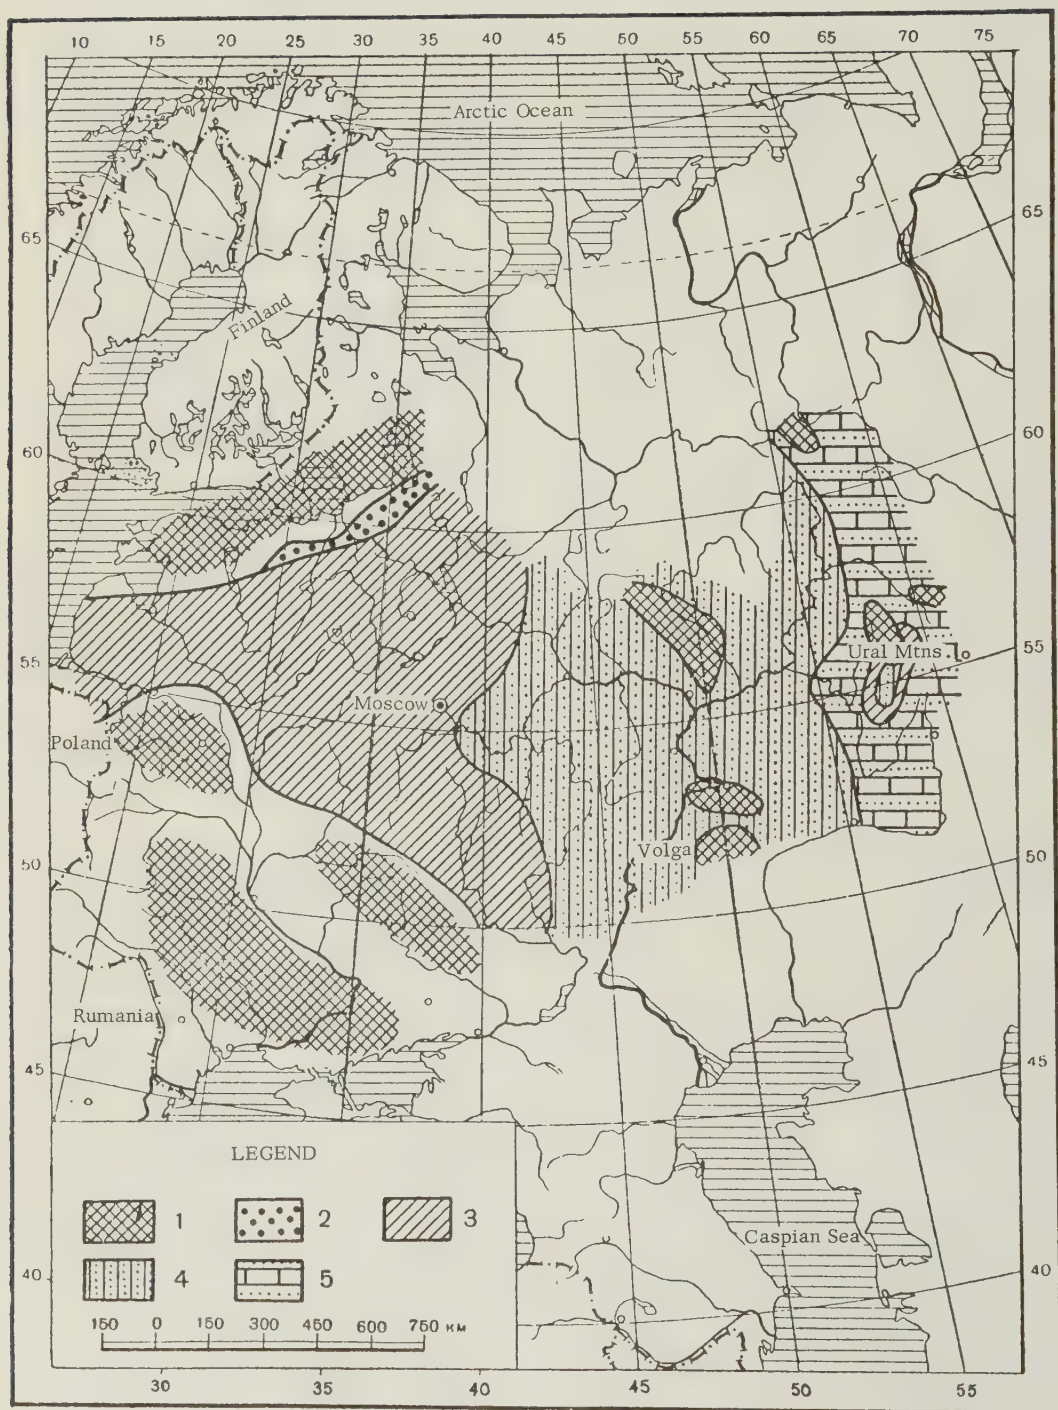 10 15 20 25 30 35 40 45 50 55 60 65 70 75
Arctic Ocean
65 65
Finland
60 60
55 Ural Mtns. 55
Moscow
Poland
Volga
50 50
Rumania
45 45
LEGEND
1 2 3
4 5
Caspian Sea
40 40
150 0 150 300 450 600 750 КМ
30 35 40 45 50 55